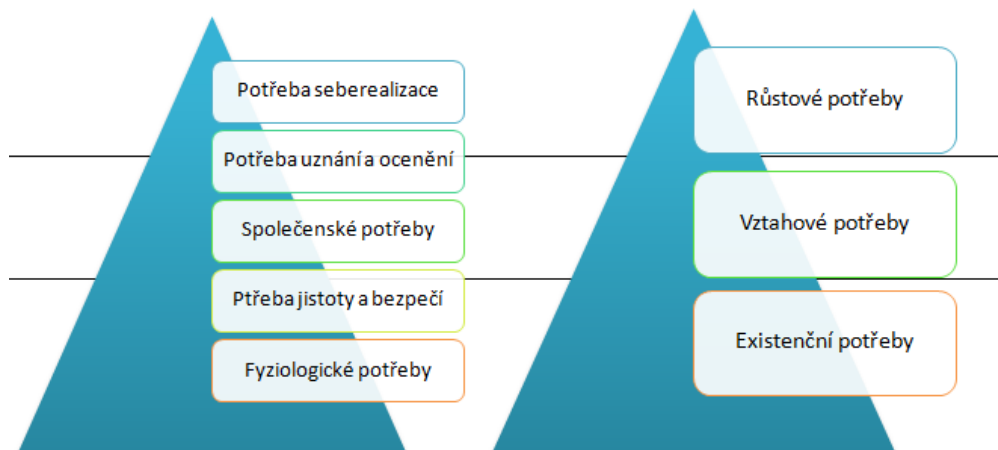 Potřeba seberealizace
Potřeba uznání a ocenění
Společenské potřeby
Ptřeba jistoty a bezpečí
Fyziologické potřeby
Růstové potřeby
Vztahové potřeby
Existenční potřeby